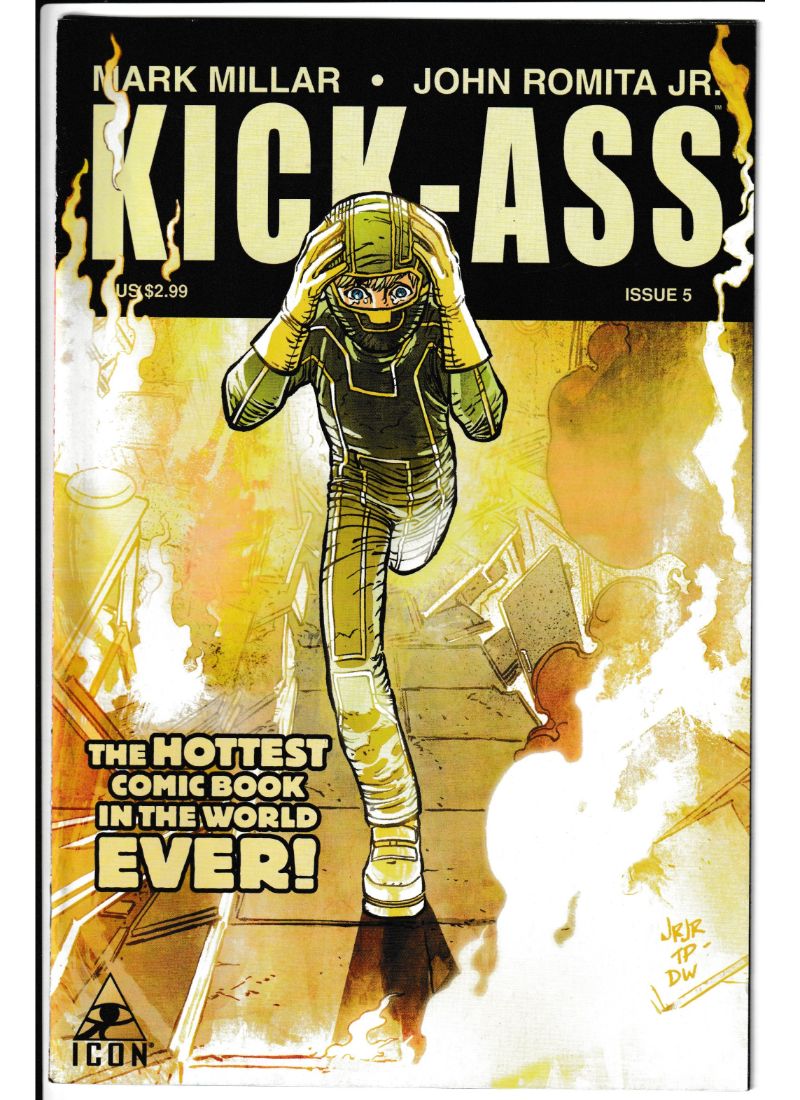 MARK MILLAR • JOHN ROMITA JR.
KICK-ASS™
US $2.99
ISSUE 5
THE HOTTEST
COMIC BOOK
IN THE WORLD
EVER!
JRJR
TP-
DW
ICON®